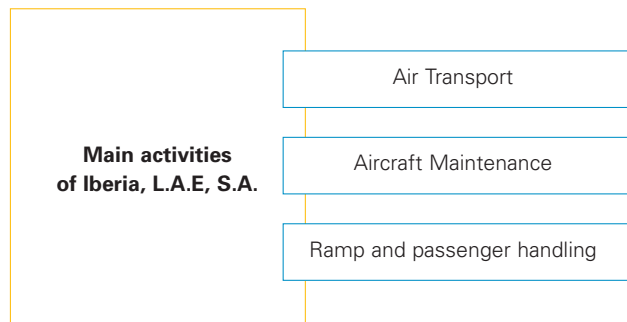 Air Transport
Main activities
of Iberia, L.A.E, S.A.
Aircraft Maintenance
Ramp and passenger handling